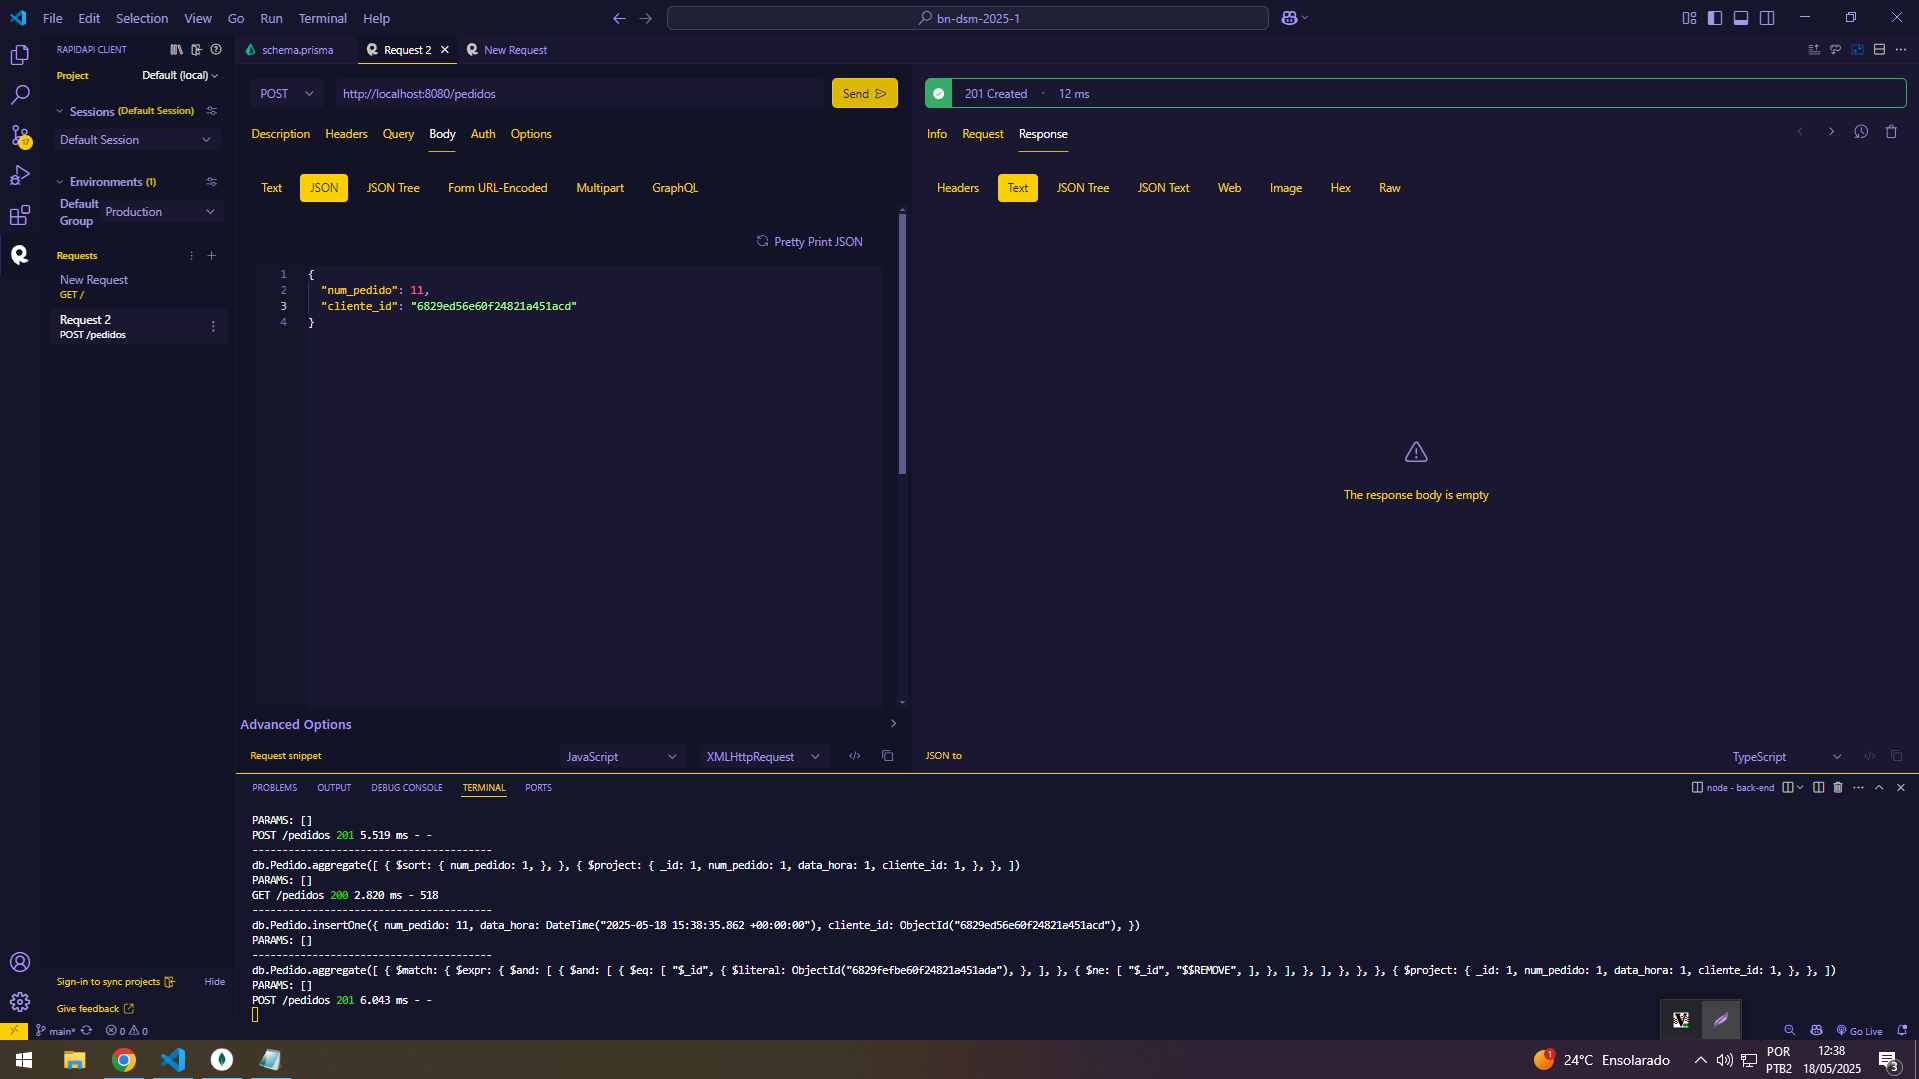 File Edit Selection View Go Run Terminal Help
bn-dsm-2025-1
RAPIDAPI CLIENT
Project Default (local)
Sessions (Default Session)
Default Session
Environments (1)
Default Group Production
Requests
New Request
GET /
Request 2
POST /pedidos
Sign-in to sync projects Hide
Give feedback
schema.prisma Request 2 New Request
POST http://localhost:8080/pedidos Send
Description Headers Query Body Auth Options
Text JSON JSON Tree Form URL-Encoded Multipart GraphQL
Pretty Print JSON
1 {
2 "num_pedido": 11,
3 "cliente_id": "6829ed56e60f24821a451acd"
4 }
Advanced Options
Request snippet JavaScript XMLHttpRequest
201 Created · 12 ms
Info Request Response
Headers Text JSON Tree JSON Text Web Image Hex Raw
The response body is empty
JSON to TypeScript
PROBLEMS OUTPUT DEBUG CONSOLE TERMINAL PORTS
node - back-end
PARAMS: []
POST /pedidos 201 5.519 ms - -
----------------------------------------
db.Pedido.aggregate([ { $sort: { num_pedido: 1, }, }, { $project: { _id: 1, num_pedido: 1, data_hora: 1, cliente_id: 1, }, }, ])
PARAMS: []
GET /pedidos 200 2.820 ms - 518
----------------------------------------
db.Pedido.insertOne({ num_pedido: 11, data_hora: DateTime("2025-05-18 15:38:35.862 +00:00:00"), cliente_id: ObjectId("6829ed56e60f24821a451acd"), })
PARAMS: []
----------------------------------------
db.Pedido.aggregate([ { $match: { $expr: { $and: [ { $and: [ { $eq: [ "$_id", { $literal: ObjectId("6829fefbe60f24821a451ada"), }, ], }, { $ne: [ "$_id", "$$REMOVE", ], }, ], }, ], }, }, }, { $project: { _id: 1, num_pedido: 1, data_hora: 1, cliente_id: 1, }, }, ])
PARAMS: []
POST /pedidos 201 6.043 ms - -
17
main* 0 0
Go Live
1 24°C Ensolarado
POR
PTB2
12:38
18/05/2025
3